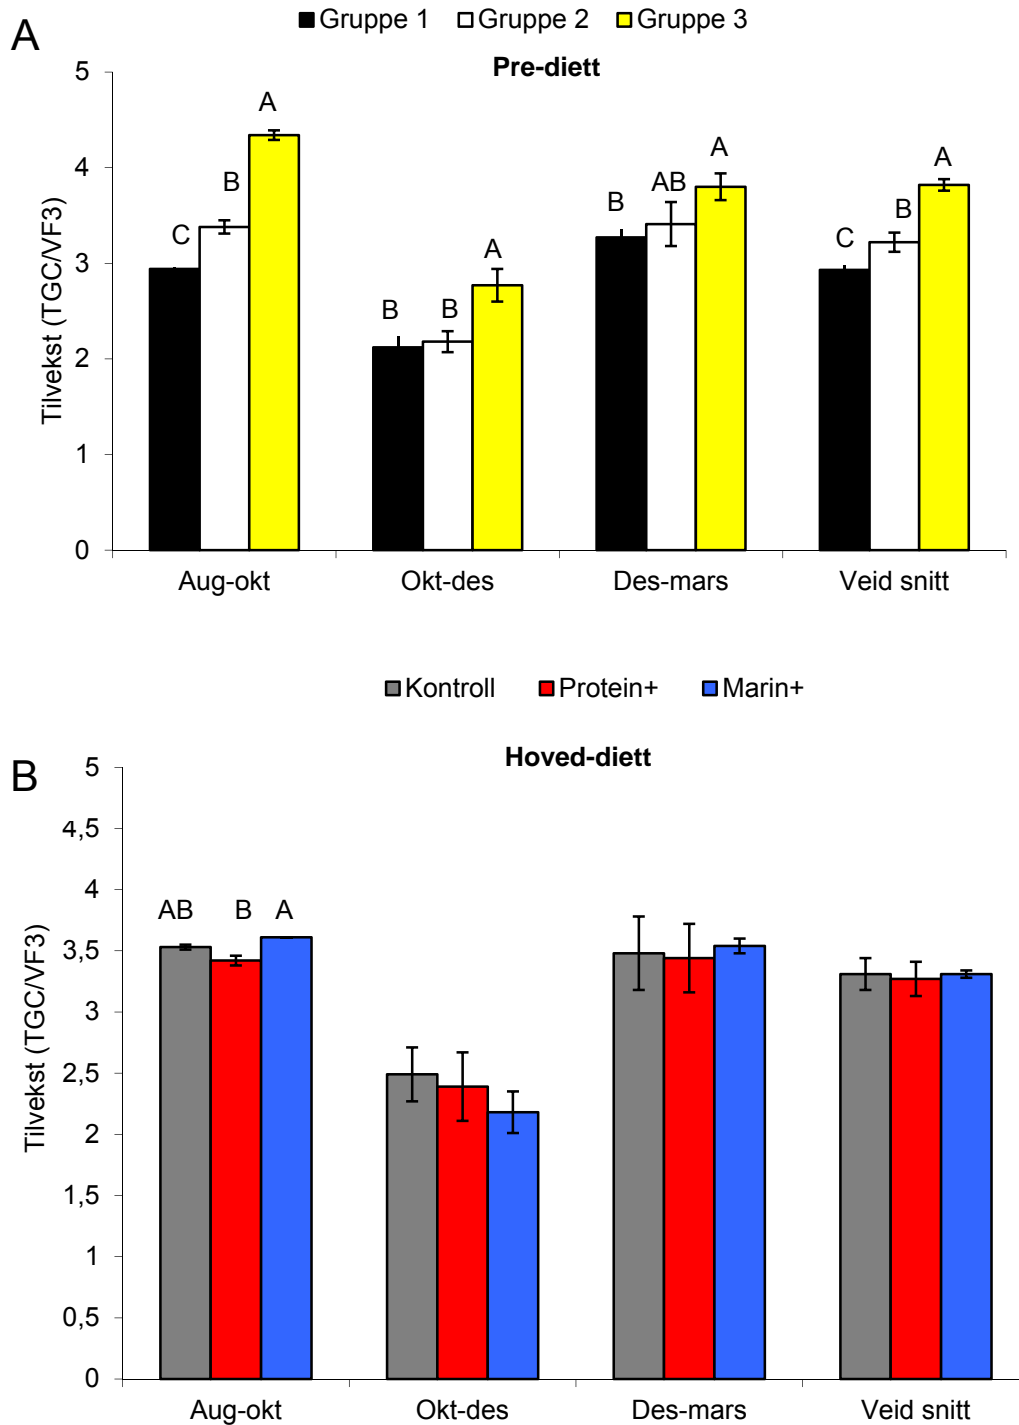 A
Gruppe 1 Gruppe 2 Gruppe 3
Pre-diett
Tilvekst (TGC/VF3)
5
4
3
2
1
0
C B A
B B A
B AB A
C B A
Aug-okt Okt-des Des-mars Veid snitt
Kontroll Protein+ Marin+
B
Hoved-diett
Tilvekst (TGC/VF3)
5
4,5
4
3,5
3
2,5
2
1,5
1
0,5
0
AB B A
Aug-okt Okt-des Des-mars Veid snitt